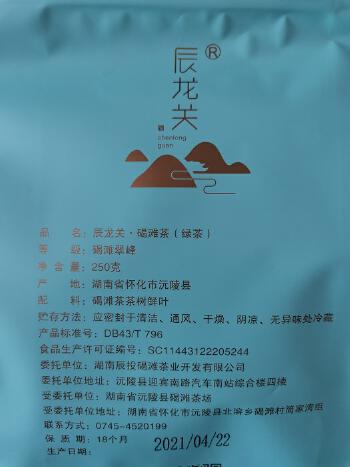 辰龙关®
chenlong
guan
品名:辰龙关·碣滩茶(绿茶)
等级:碣滩翠峰
净含量:250克
产地:湖南省怀化市沅陵县
配料:碣滩茶茶树鲜叶
贮存方法:应密封于清洁、通风、干燥、阴凉、无异味处冷藏
产品标准号:DB43/T 796
食品生产许可证编号:SC11443122205244
委托单位:湖南辰投碣滩茶业开发有限公司
委托单位地址:沅陵县迎宾南路汽车南站综合楼四楼
受委托单位:湖南省沅陵县碣滩茶场
受委托单位地址:湖南省怀化市沅陵县北溶乡碣滩村简家湾组
联系方式:0745-4520199
保质期:18个月
生产日期: 2021/04/22